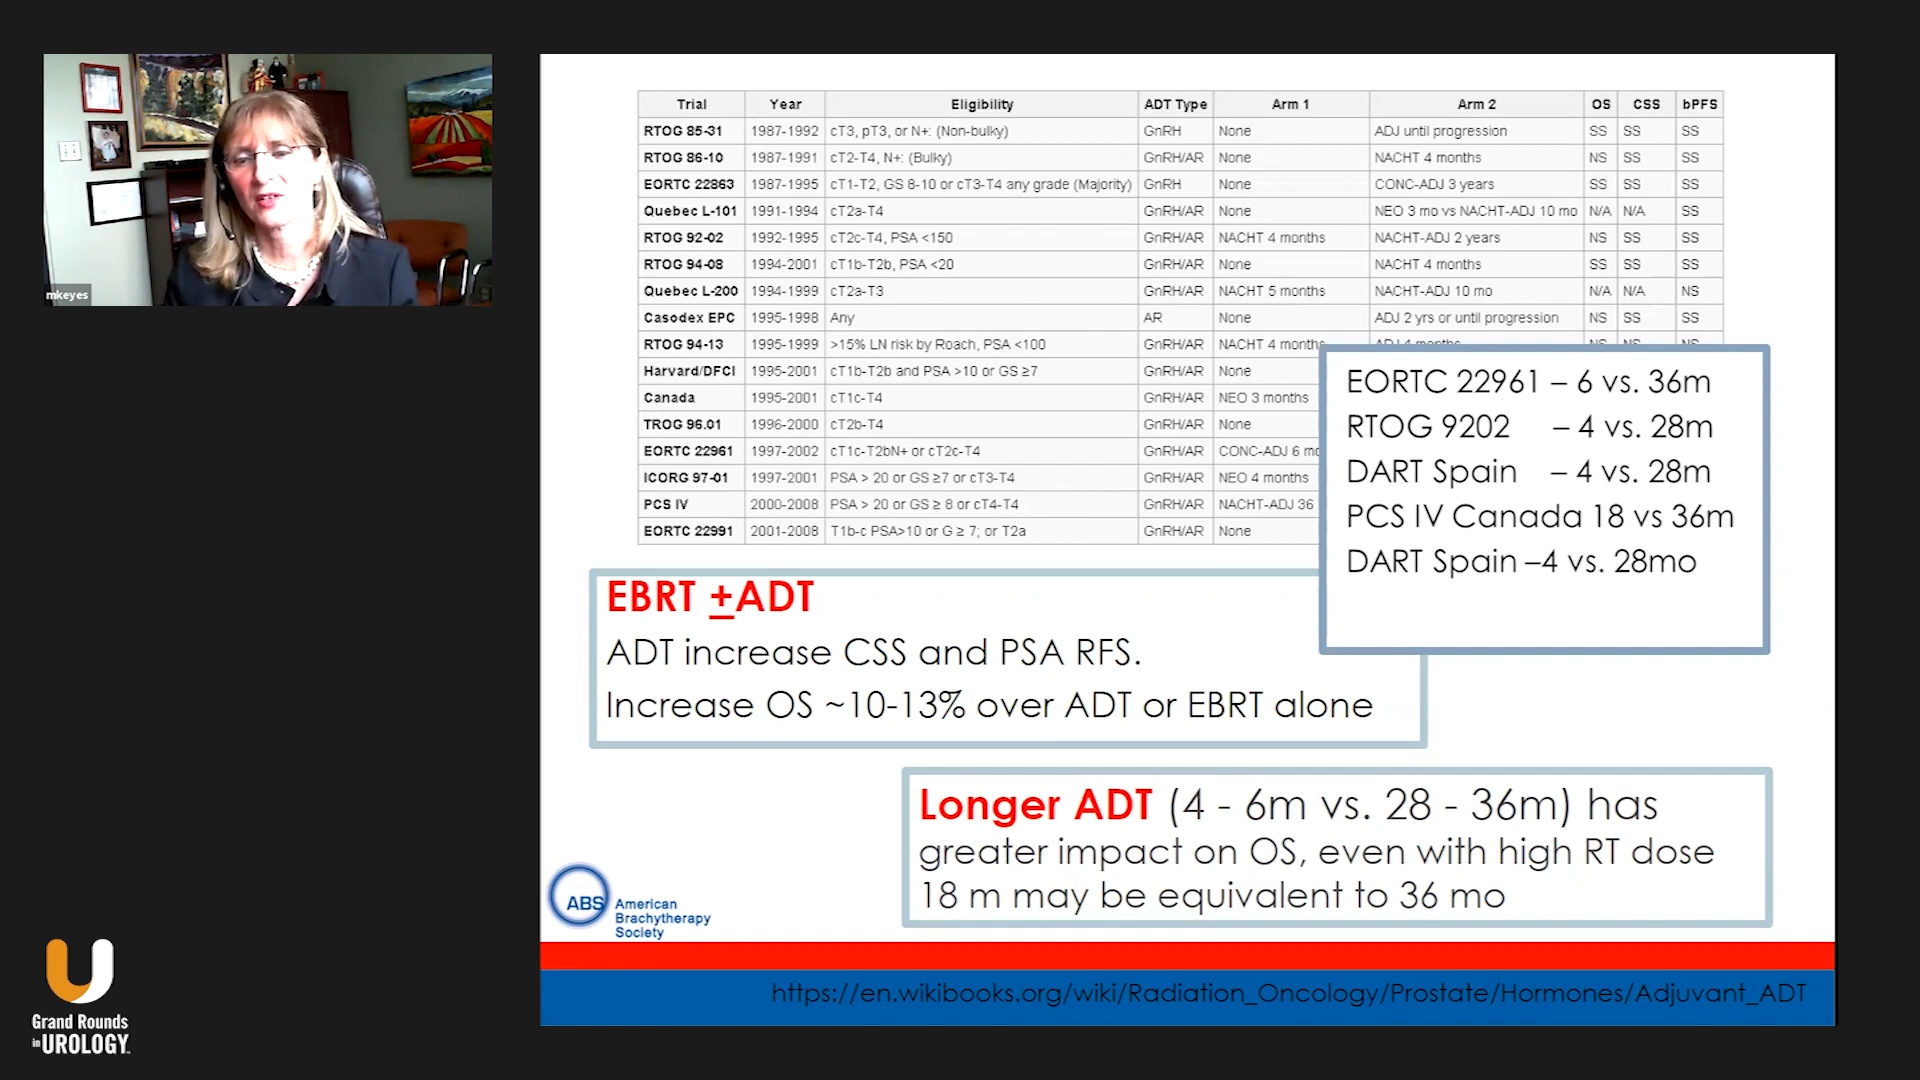 mkeyes
Trial Year Eligibility ADT Type Arm 1 Arm 2 OS CSS bPFS
RTOG 85-31 1987-1992 cT3, pT3, or N+: (Non-bulky) GnRH None ADJ until progression SS SS SS
RTOG 86-10 1987-1991 cT2-T4, N+: (Bulky) GnRH/AR None NACHT 4 months NS SS SS
EORTC 22863 1987-1995 cT1-T2, GS 8-10 or cT3-T4 any grade (Majority) GnRH None CONC-ADJ 3 years SS SS SS
Quebec L-101 1991-1994 cT2a-T4 GnRH/AR None NEO 3 mo vs NACHT-ADJ 10 mo N/A N/A SS
RTOG 92-02 1992-1995 cT2c-T4, PSA <150 GnRH/AR NACHT 4 months NACHT-ADJ 2 years NS SS SS
RTOG 94-08 1994-2001 cT1b-T2b, PSA <20 GnRH/AR None NACHT 4 months SS SS SS
Quebec L-200 1994-1999 cT2a-T3 GnRH/AR NACHT 5 months NACHT-ADJ 10 mo N/A N/A NS
Casodex EPC 1995-1998 Any AR None ADJ 2 yrs or until progression NS SS SS
RTOG 94-13 1995-1999 >15% LN risk by Roach, PSA <100 GnRH/AR NACHT 4 months ADJ 4 months NS NS NS
Harvard/DFCI 1995-2001 cT1b-T2b and PSA >10 or GS ≥7 GnRH/AR None
Canada 1995-2001 cT1c-T4 GnRH/AR NEO 3 months
TROG 96.01 1996-2000 cT2b-T4 GnRH/AR None
EORTC 22961 1997-2002 cT1c-T2bN+ or cT2c-T4 GnRH/AR CONC-ADJ 6 mo
ICORG 97-01 1997-2001 PSA > 20 or GS ≥7 or cT3-T4 GnRH/AR NEO 4 months
PCS IV 2000-2008 PSA > 20 or GS ≥ 8 or cT4-T4 GnRH/AR NACHT-ADJ 36
EORTC 22991 2001-2008 T1b-c PSA>10 or G ≥ 7; or T2a GnRH/AR None
EORTC 22961 – 6 vs. 36m
RTOG 9202 – 4 vs. 28m
DART Spain – 4 vs. 28m
PCS IV Canada 18 vs 36m
DART Spain –4 vs. 28mo
EBRT +ADT
ADT increase CSS and PSA RFS.
Increase OS ~10-13% over ADT or EBRT alone
Longer ADT (4 - 6m vs. 28 - 36m) has
greater impact on OS, even with high RT dose
18 m may be equivalent to 36 mo
ABS American
Brachytherapy
Society
https://en.wikibooks.org/wiki/Radiation_Oncology/Prostate/Hormones/Adjuvant_ADT
Grand Rounds
in UROLOGY